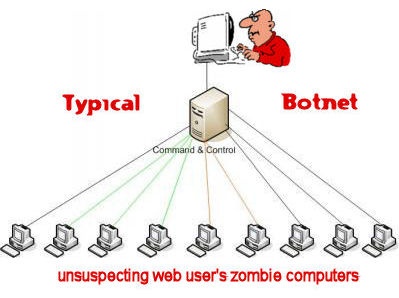 Typical Botnet
Command & Control
unsuspecting web user's zombie computers